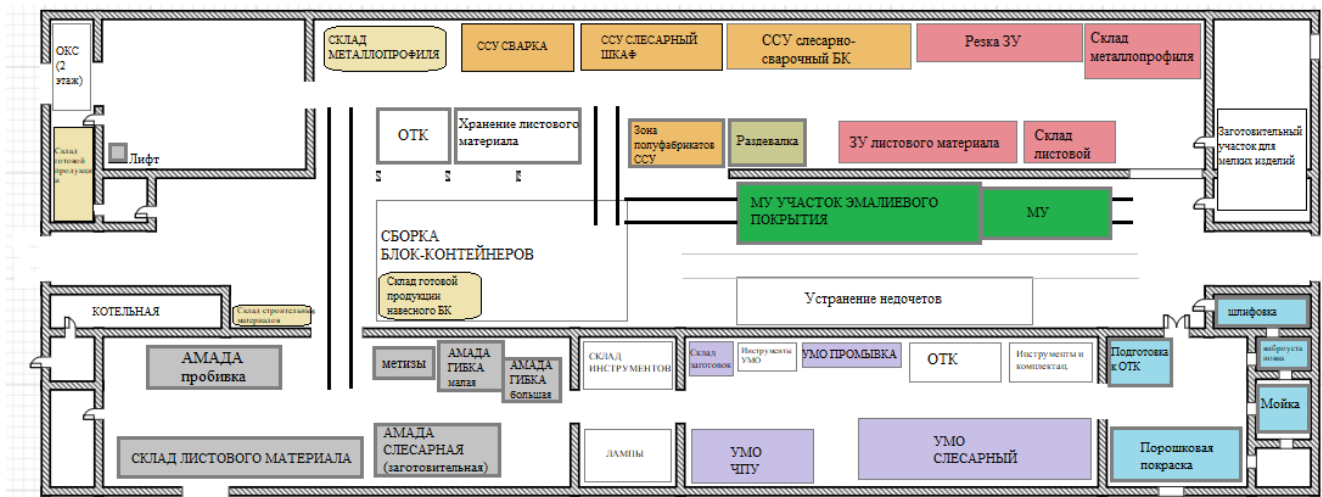 ОКС
(2
этаж)
СКЛАД
МЕТАЛЛОПРОФИЛЯ
ССУ СВАРКА
ССУ СЛЕСАРНЫЙ
ШКАФ
ССУ слесарно-
сварочный БК
Резка ЗУ
Склад
металлопрофиля
Склад
готовой
продукци
и
Лифт
ОТК
Хранение листового
материала
Зона
полуфабрикатов
ССУ
Раздевалка
ЗУ листового материала
Склад
листовой
Заготовительный
участок для
мелких изделий
МУ УЧАСТОК ЭМАЛИЕВОГО
ПОКРЫТИЯ
МУ
СБОРКА
БЛОК-КОНТЕЙНЕРОВ
Склад готовой
продукции
навесного БК
Устранение недочетов
КОТЕЛЬНАЯ
Склад строительных
материалов
шлифовка
АМАДА
пробивка
метизы
АМАДА
ГИБКА
малая
АМАДА
ГИБКА
большая
СКЛАД
ИНСТРУМЕНТОВ
Склад
заготовок
Инструменты
УМО
УМО ПРОМЫВКА
ОТК
Инструменты и
комплектац.
Подготовка
к ОТК
виброуста
новка
Мойка
СКЛАД ЛИСТОВОГО МАТЕРИАЛА
АМАДА
СЛЕСАРНАЯ
(заготовительная)
ЛАМПЫ
УМО
ЧПУ
УМО
СЛЕСАРНЫЙ
Порошковая
покраска